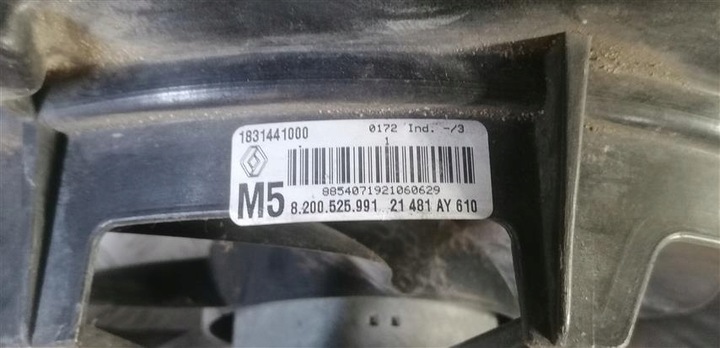 1831441000 0172 Ind. -/3
1
8854071921060629
M5 8.200.525.991 21 481 AY 610